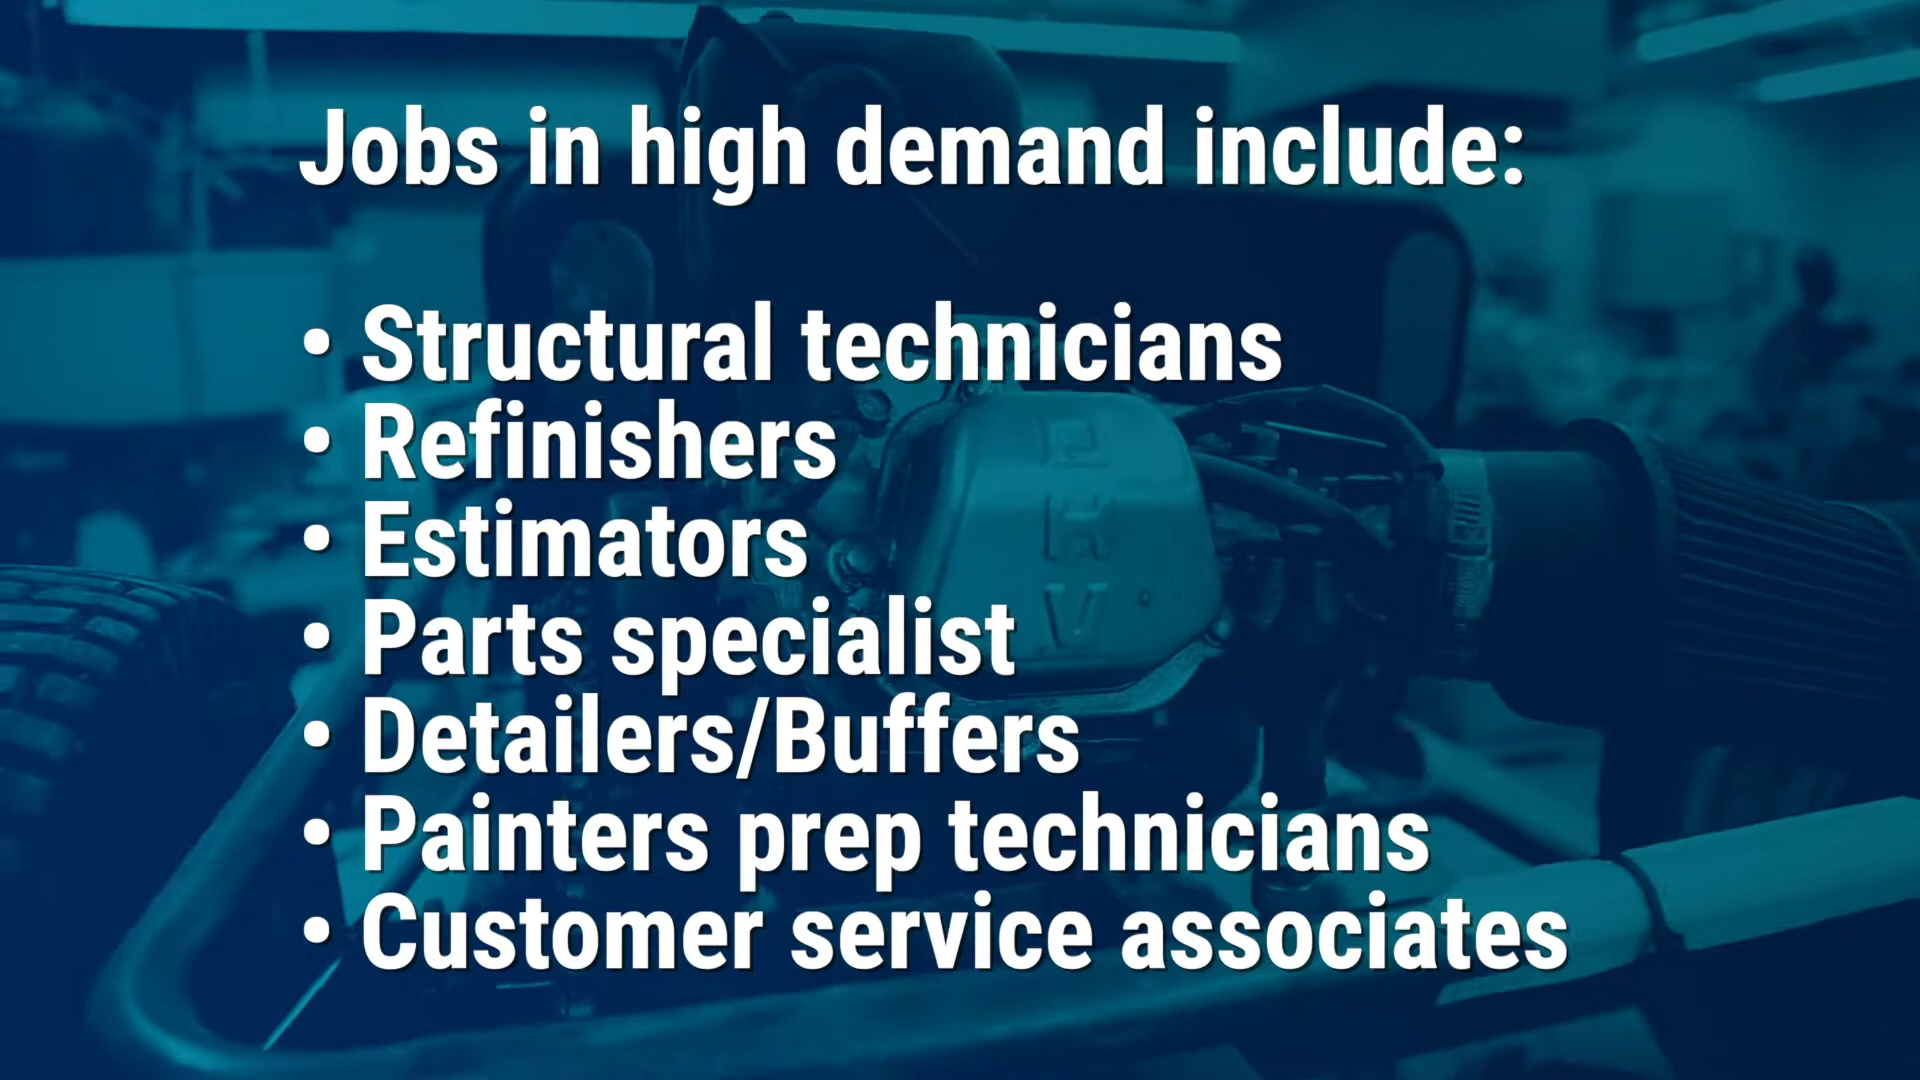 Jobs in high demand include:
• Structural technicians
• Refinishers
• Estimators
• Parts specialist
• Detailers/Buffers
• Painters prep technicians
• Customer service associates